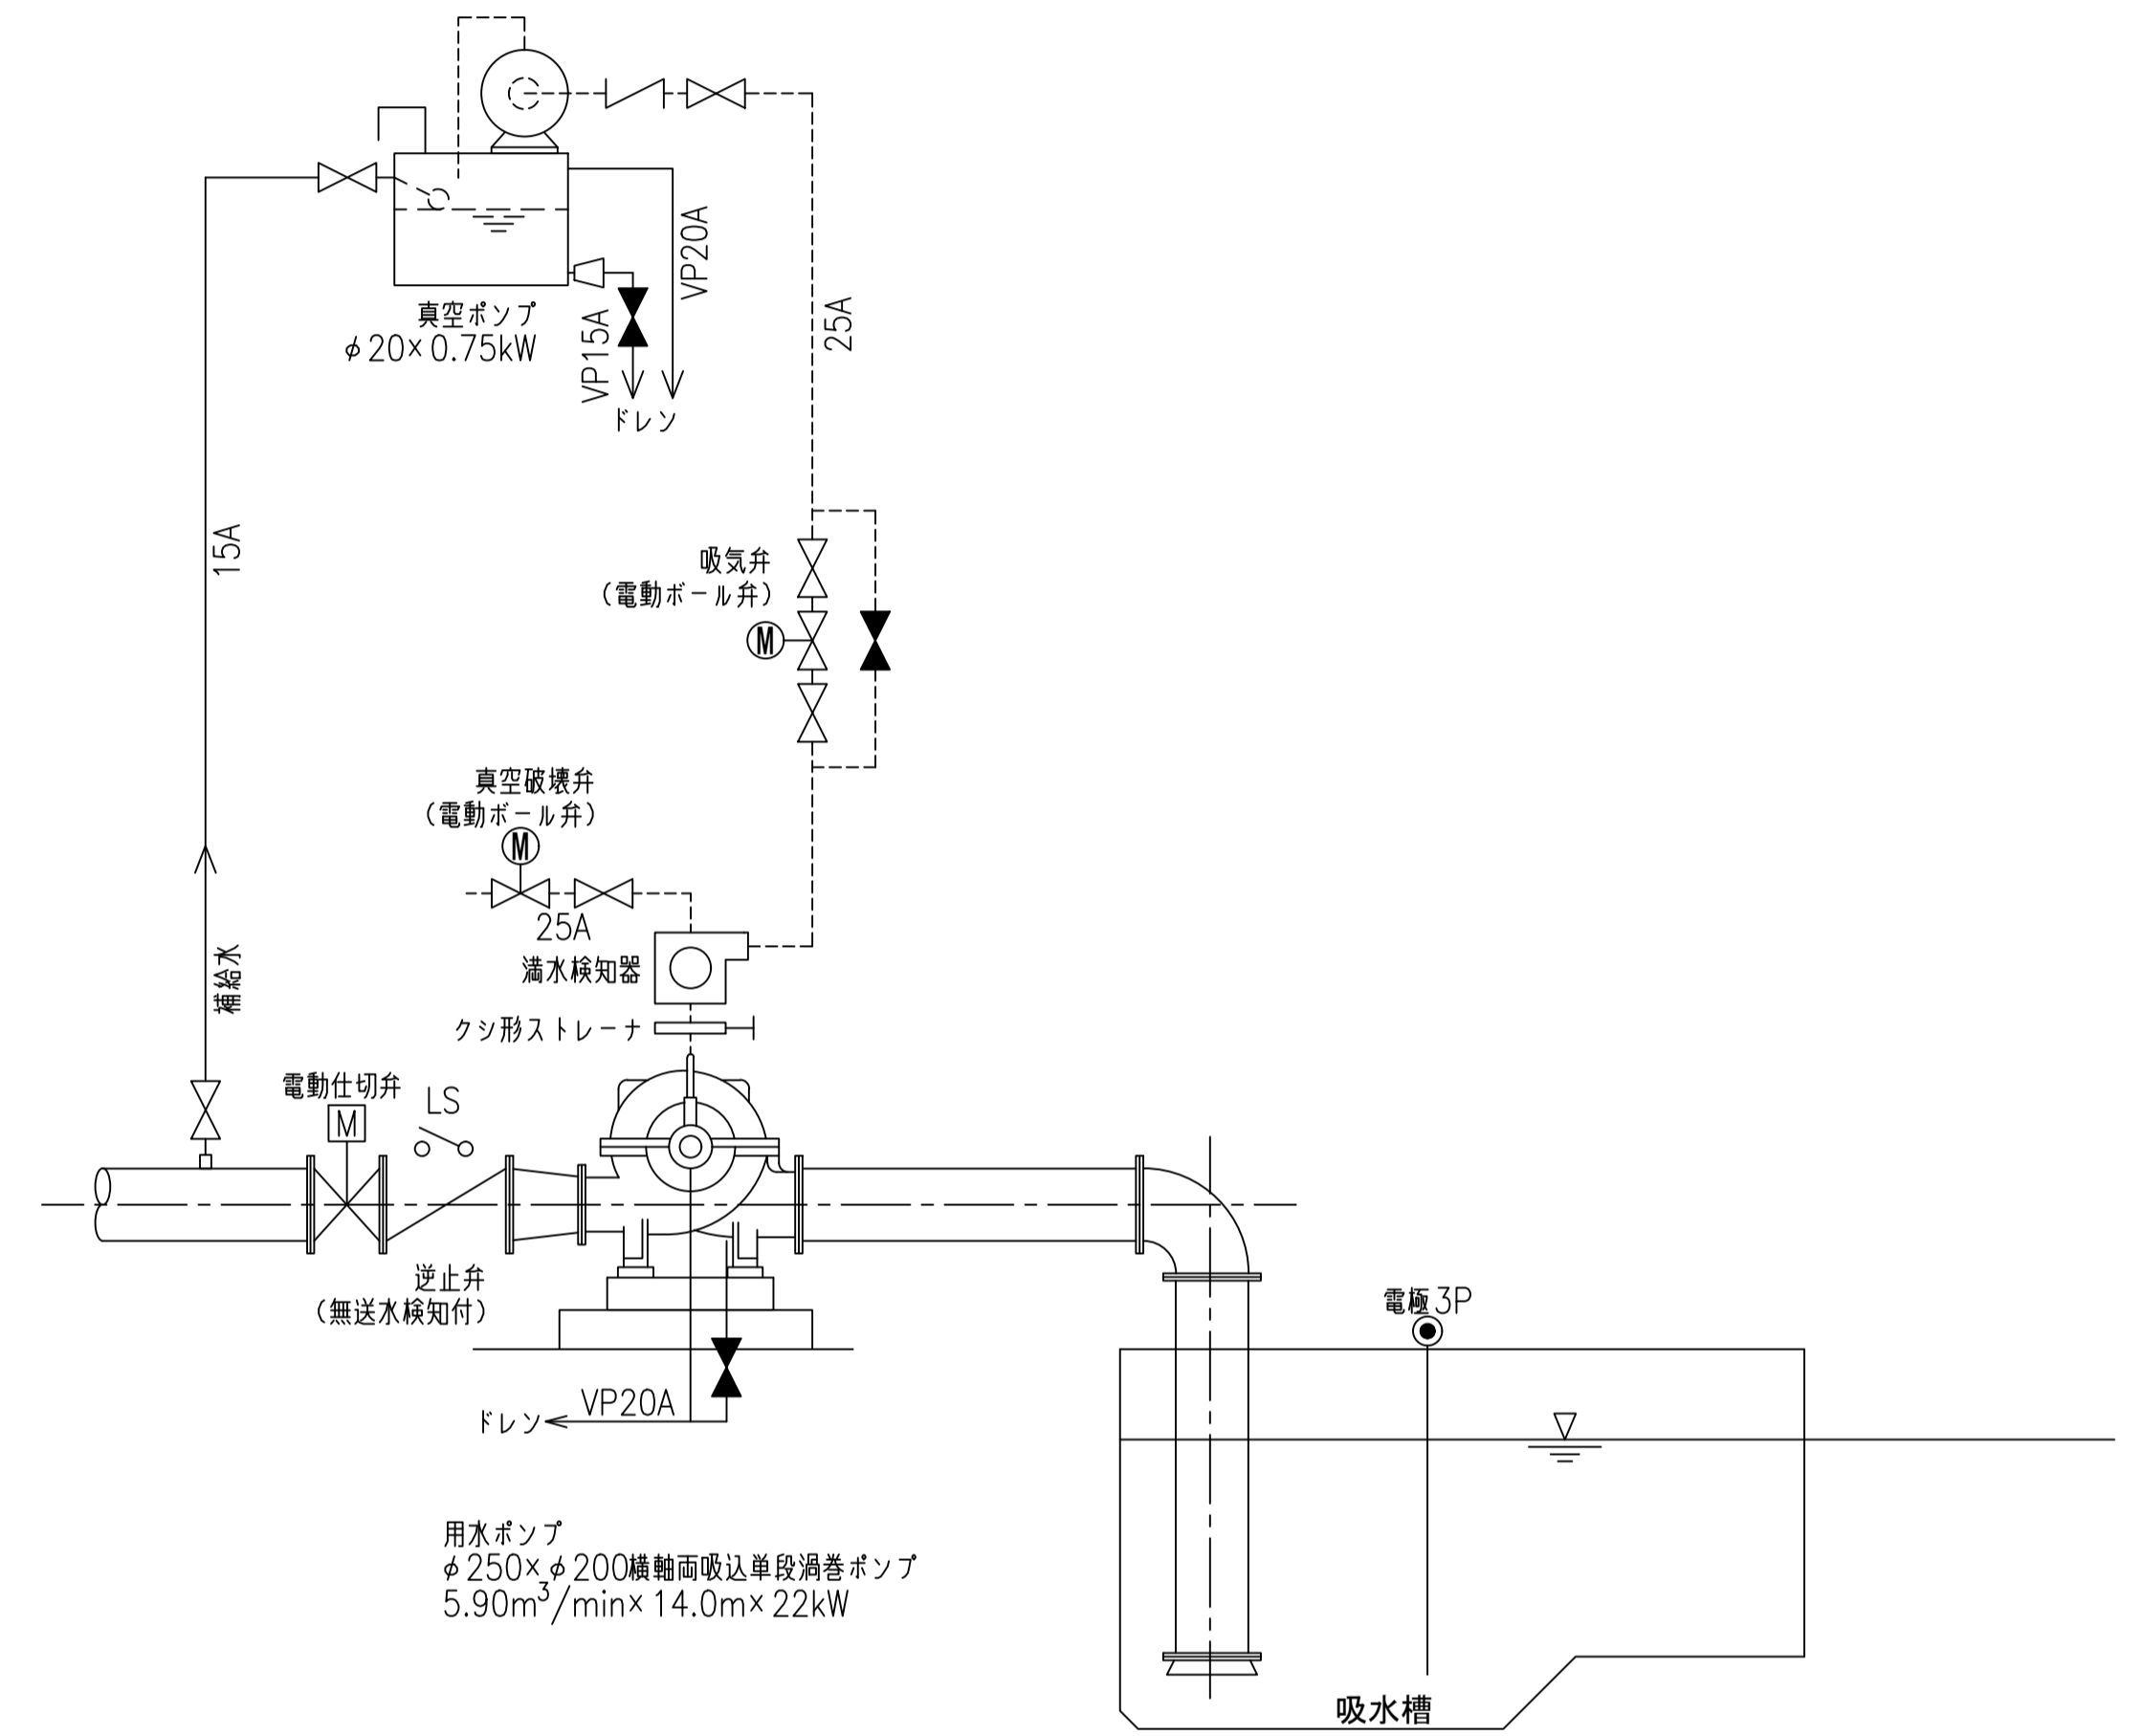 真空ポンプ
φ20×0.75kW
VP15A
VP20A
ドレン
25A
15A
補給水
吸気弁
(電動ボール弁)
M
真空破壊弁
(電動ボール弁)
M
25A
満水検知器
クシ形ストレーナ
電動仕切弁
M
LS
逆止弁
(無送水検知付)
VP20A
ドレン
電極3P
吸水槽
用水ポンプ
φ250×φ200横軸両吸込単段渦巻ポンプ
5.90m³/min×14.0m×22kW